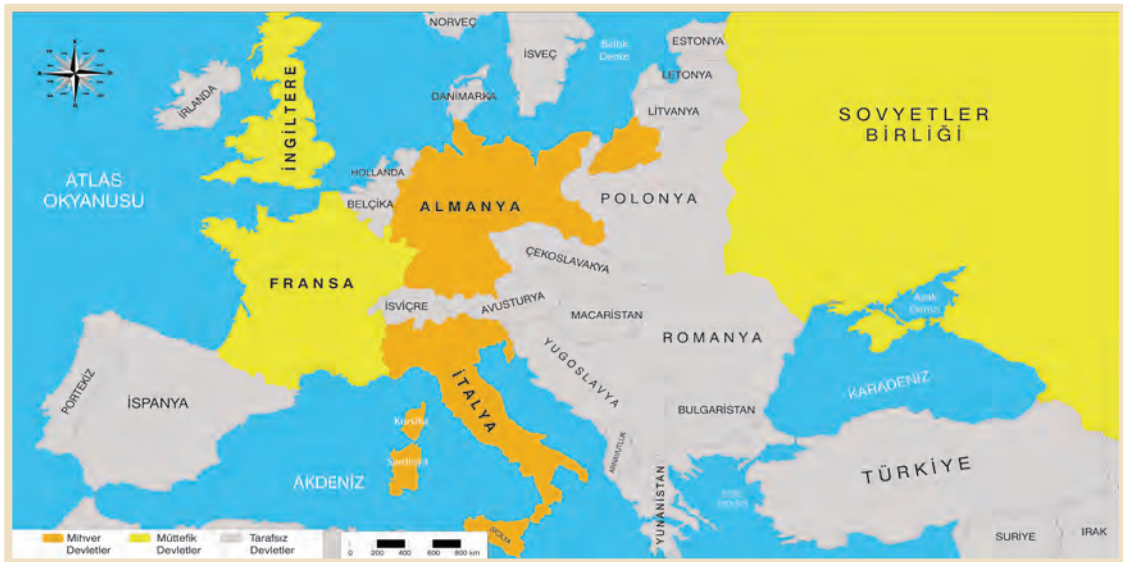 NORVEÇ
İSVEÇ
Baltık
Denizi
ESTONYA
LETONYA
LİTVANYA
DANİMARKA
İRLANDA
İNGİLTERE
SOVYETLER
BİRLİĞİ
ATLAS
OKYANUSU
HOLLANDA
BELÇİKA
ALMANYA
POLONYA
ÇEKOSLAVAKYA
FRANSA
İSVİÇRE
AVUSTURYA
MACARİSTAN
ROMANYA
Azak
Denizi
KARADENİZ
YUGOSLAVYA
İTALYA
PORTEKİZ
İSPANYA
Korsika
Sardinya
BULGARİSTAN
ARNAVUTLUK
YUNANİSTAN
TÜRKİYE
AKDENİZ
SİCİLYA
SURİYE
IRAK
Mihver
Devletler
Müttefik
Devletler
Tarafsız
Devletler
0 200 400 600 800 km